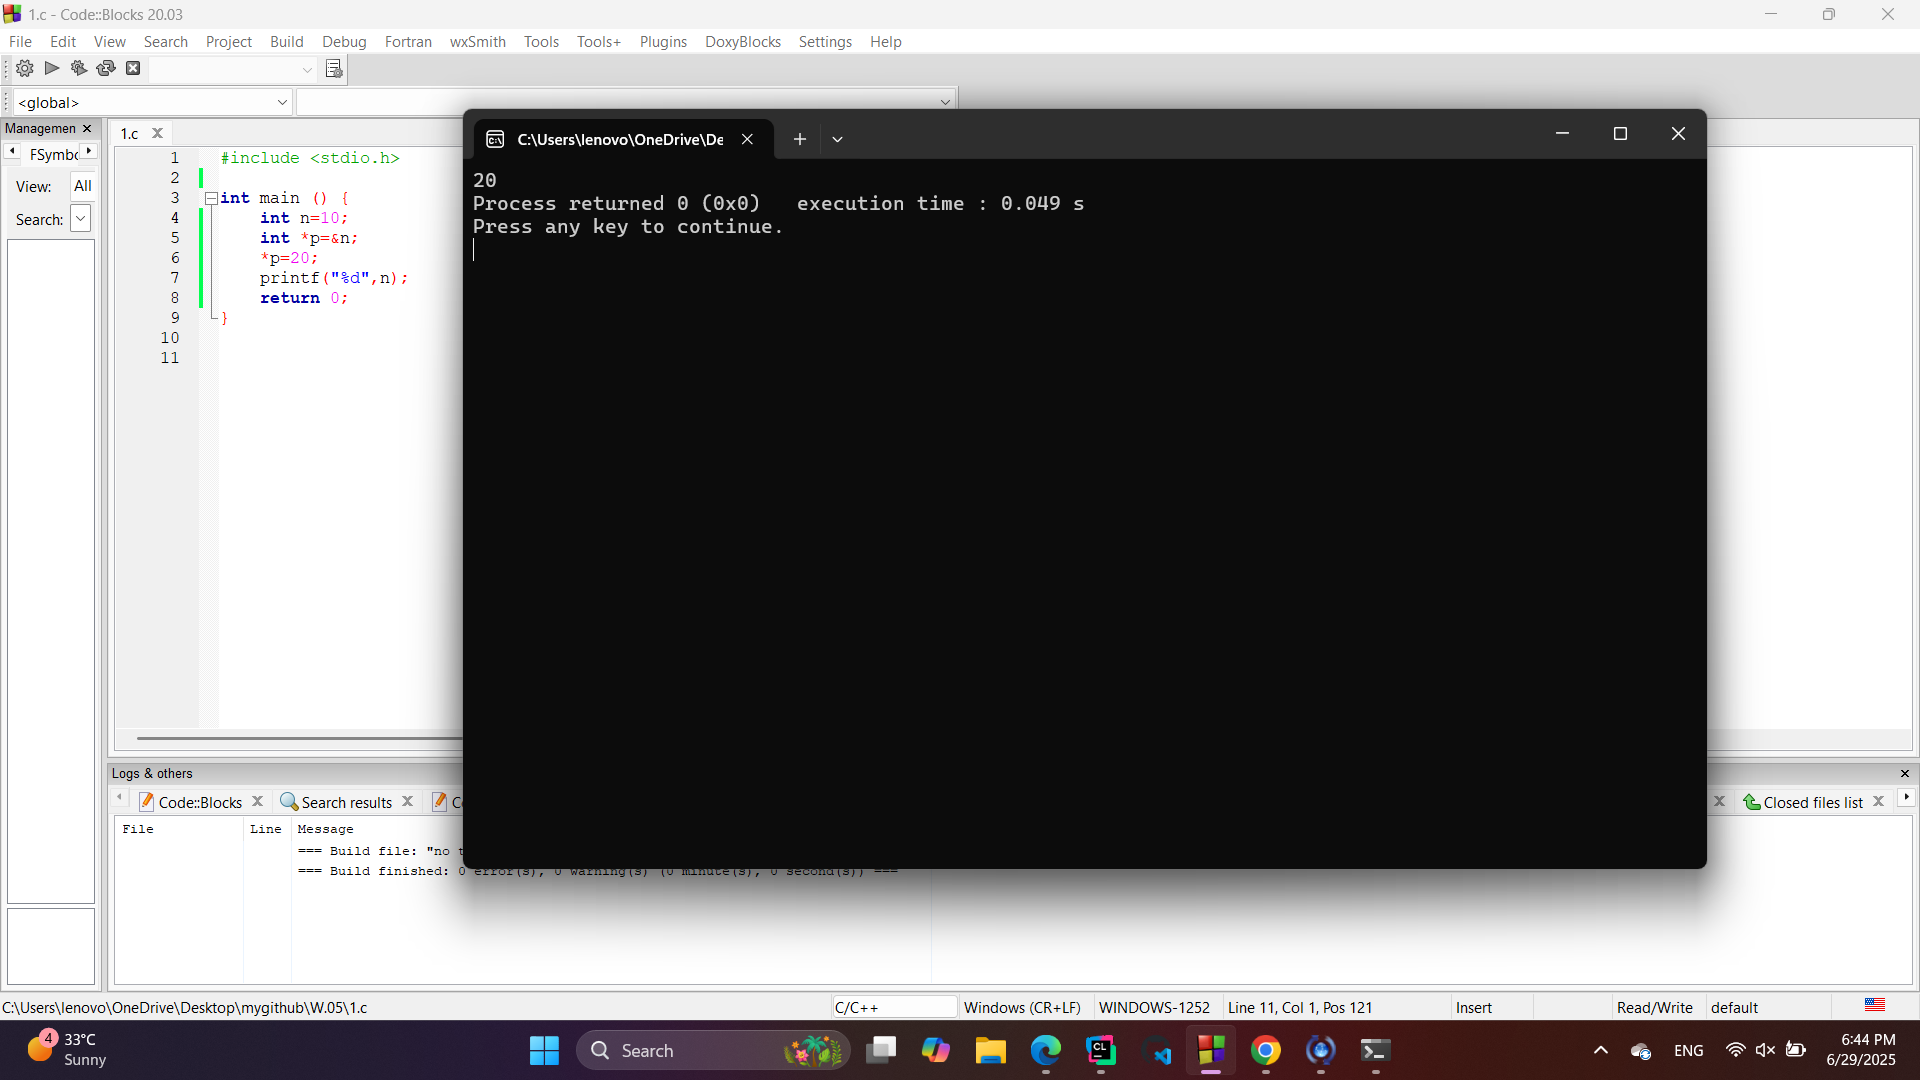 1.c - Code::Blocks 20.03
File Edit View Search Project Build Debug Fortran wxSmith Tools Tools+ Plugins DoxyBlocks Settings Help
<global>
Managemen
FSymbo
View: All
Search:
1.c
1 #include <stdio.h>
2
3 int main () {
4 int n=10;
5 int *p=&n;
6 *p=20;
7 printf("%d",n);
8 return 0;
9 }
10
11
C:\Users\lenovo\OneDrive\De
20
Process returned 0 (0x0)   execution time : 0.049 s
Press any key to continue.
Logs & others
Code::Blocks Search results Closed files list
File Line Message
=== Build file: "no
=== Build finished: 0 error(s), 0 warning(s) (0 minute(s), 0 second(s)) ===
C:\Users\lenovo\OneDrive\Desktop\mygithub\W.05\1.c C/C++ Windows (CR+LF) WINDOWS-1252 Line 11, Col 1, Pos 121 Insert Read/Write default
4 33°C
Sunny
Search
CL
ENG
6:44 PM
6/29/2025